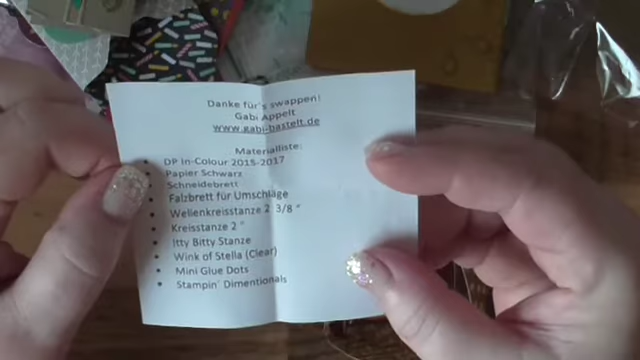 Danke für's swappen!
Gabi Appelt
www.gabi-bastelt.de
Materialliste:
• DP In-Colour 2015-2017
• Papier Schwarz
• Schneidebrett
• Falzbrett für Umschläge
• Wellenkreisstanze 2 3/8 "
• Kreisstanze 2 "
• Itty Bitty Stanze
• Wink of Stella (Clear)
• Mini Glue Dots
• Stampin' Dimentionals